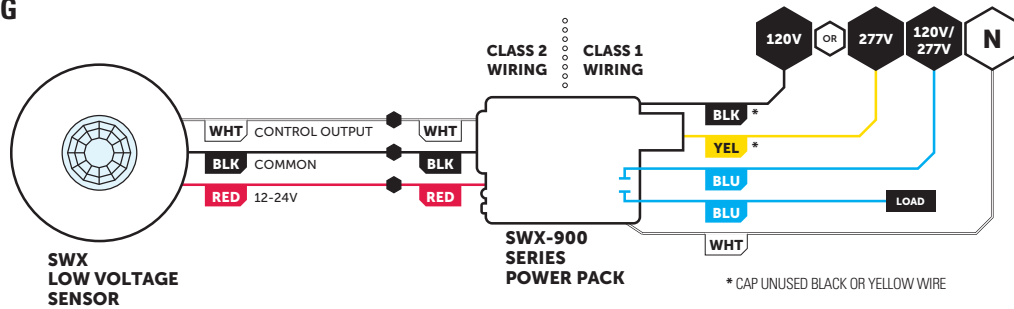 G
CLASS 2
WIRING
CLASS 1
WIRING
120V
OR
277V
120V/
277V
N
WHT
CONTROL OUTPUT
WHT
BLK
COMMON
BLK
RED
12-24V
RED
BLK *
YEL *
BLU
BLU
LOAD
WHT
SWX
LOW VOLTAGE
SENSOR
SWX-900
SERIES
POWER PACK
* CAP UNUSED BLACK OR YELLOW WIRE